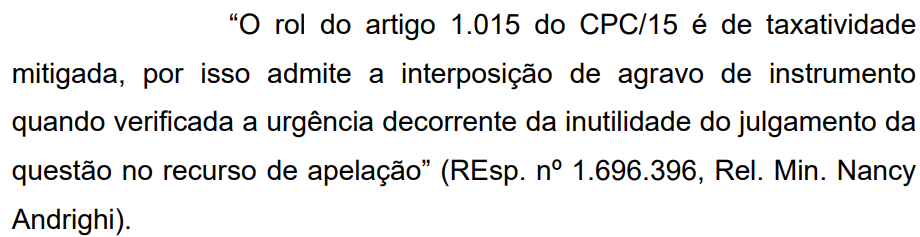 “O rol do artigo 1.015 do CPC/15 é de taxatividade
mitigada, por isso admite a interposição de agravo de instrumento
quando verificada a urgência decorrente da inutilidade do julgamento da
questão no recurso de apelação” (REsp. nº 1.696.396, Rel. Min. Nancy
Andrighi).